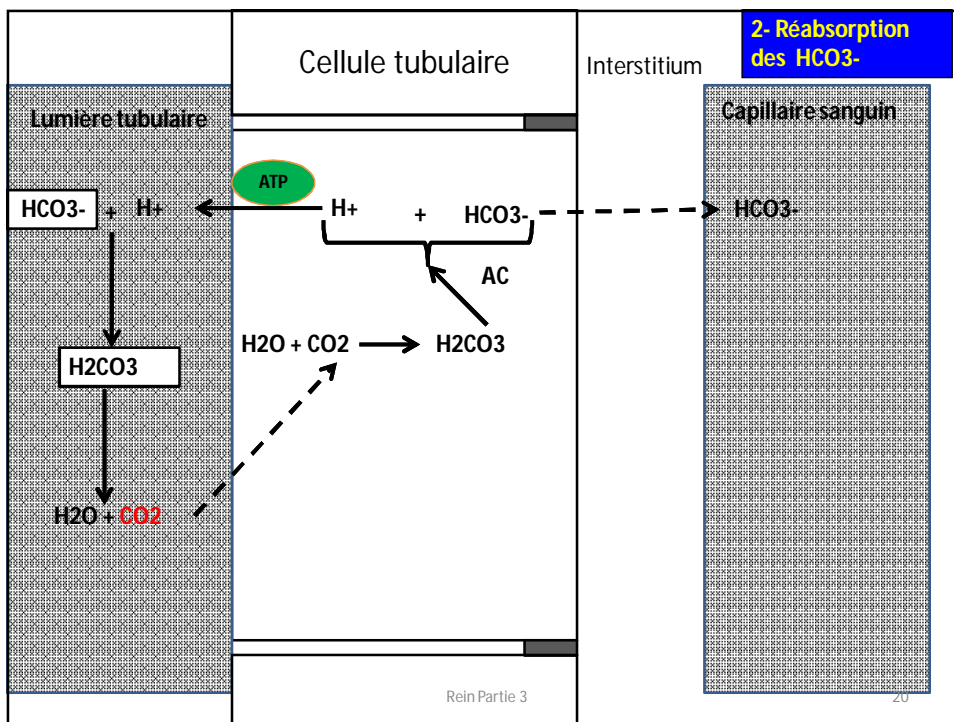 2- Réabsorption
des HCO3-
Cellule tubulaire
Interstitium
Lumière tubulaire
Capillaire sanguin
ATP
HCO3- + H+
H+ + HCO3-
HCO3-
AC
H2O + CO2
H2CO3
H2CO3
H2O + CO2
Rein Partie 3
20